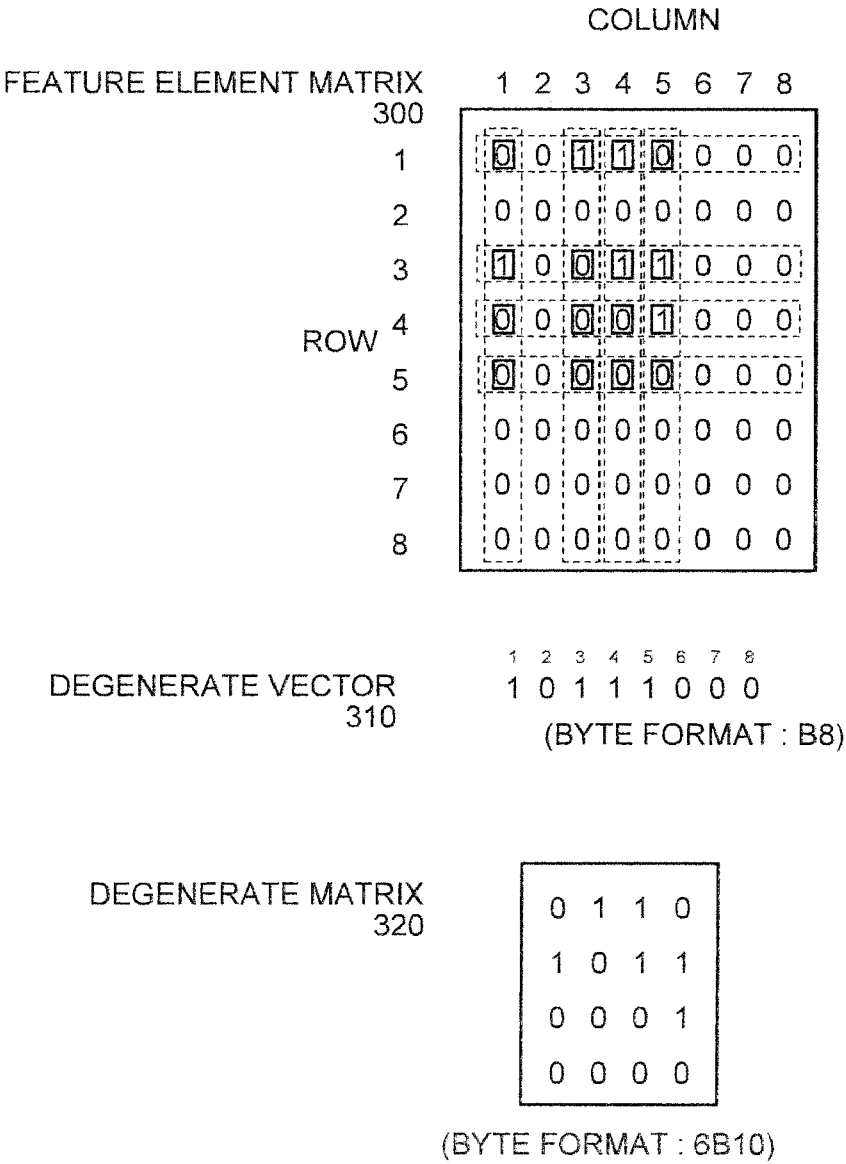 COLUMN
FEATURE ELEMENT MATRIX 1 2 3 4 5 6 7 8
300
1 0 0 1 1 0 0 0 0
2 0 0 0 0 0 0 0 0
3 1 0 0 1 1 0 0 0
ROW 4 0 0 0 0 1 0 0 0
5 0 0 0 0 0 0 0 0
6 0 0 0 0 0 0 0 0
7 0 0 0 0 0 0 0 0
8 0 0 0 0 0 0 0 0
1 2 3 4 5 6 7 8
DEGENERATE VECTOR 1 0 1 1 1 0 0 0
310
(BYTE FORMAT : B8)
DEGENERATE MATRIX
320
0 1 1 0
1 0 1 1
0 0 0 1
0 0 0 0
(BYTE FORMAT : 6B10)